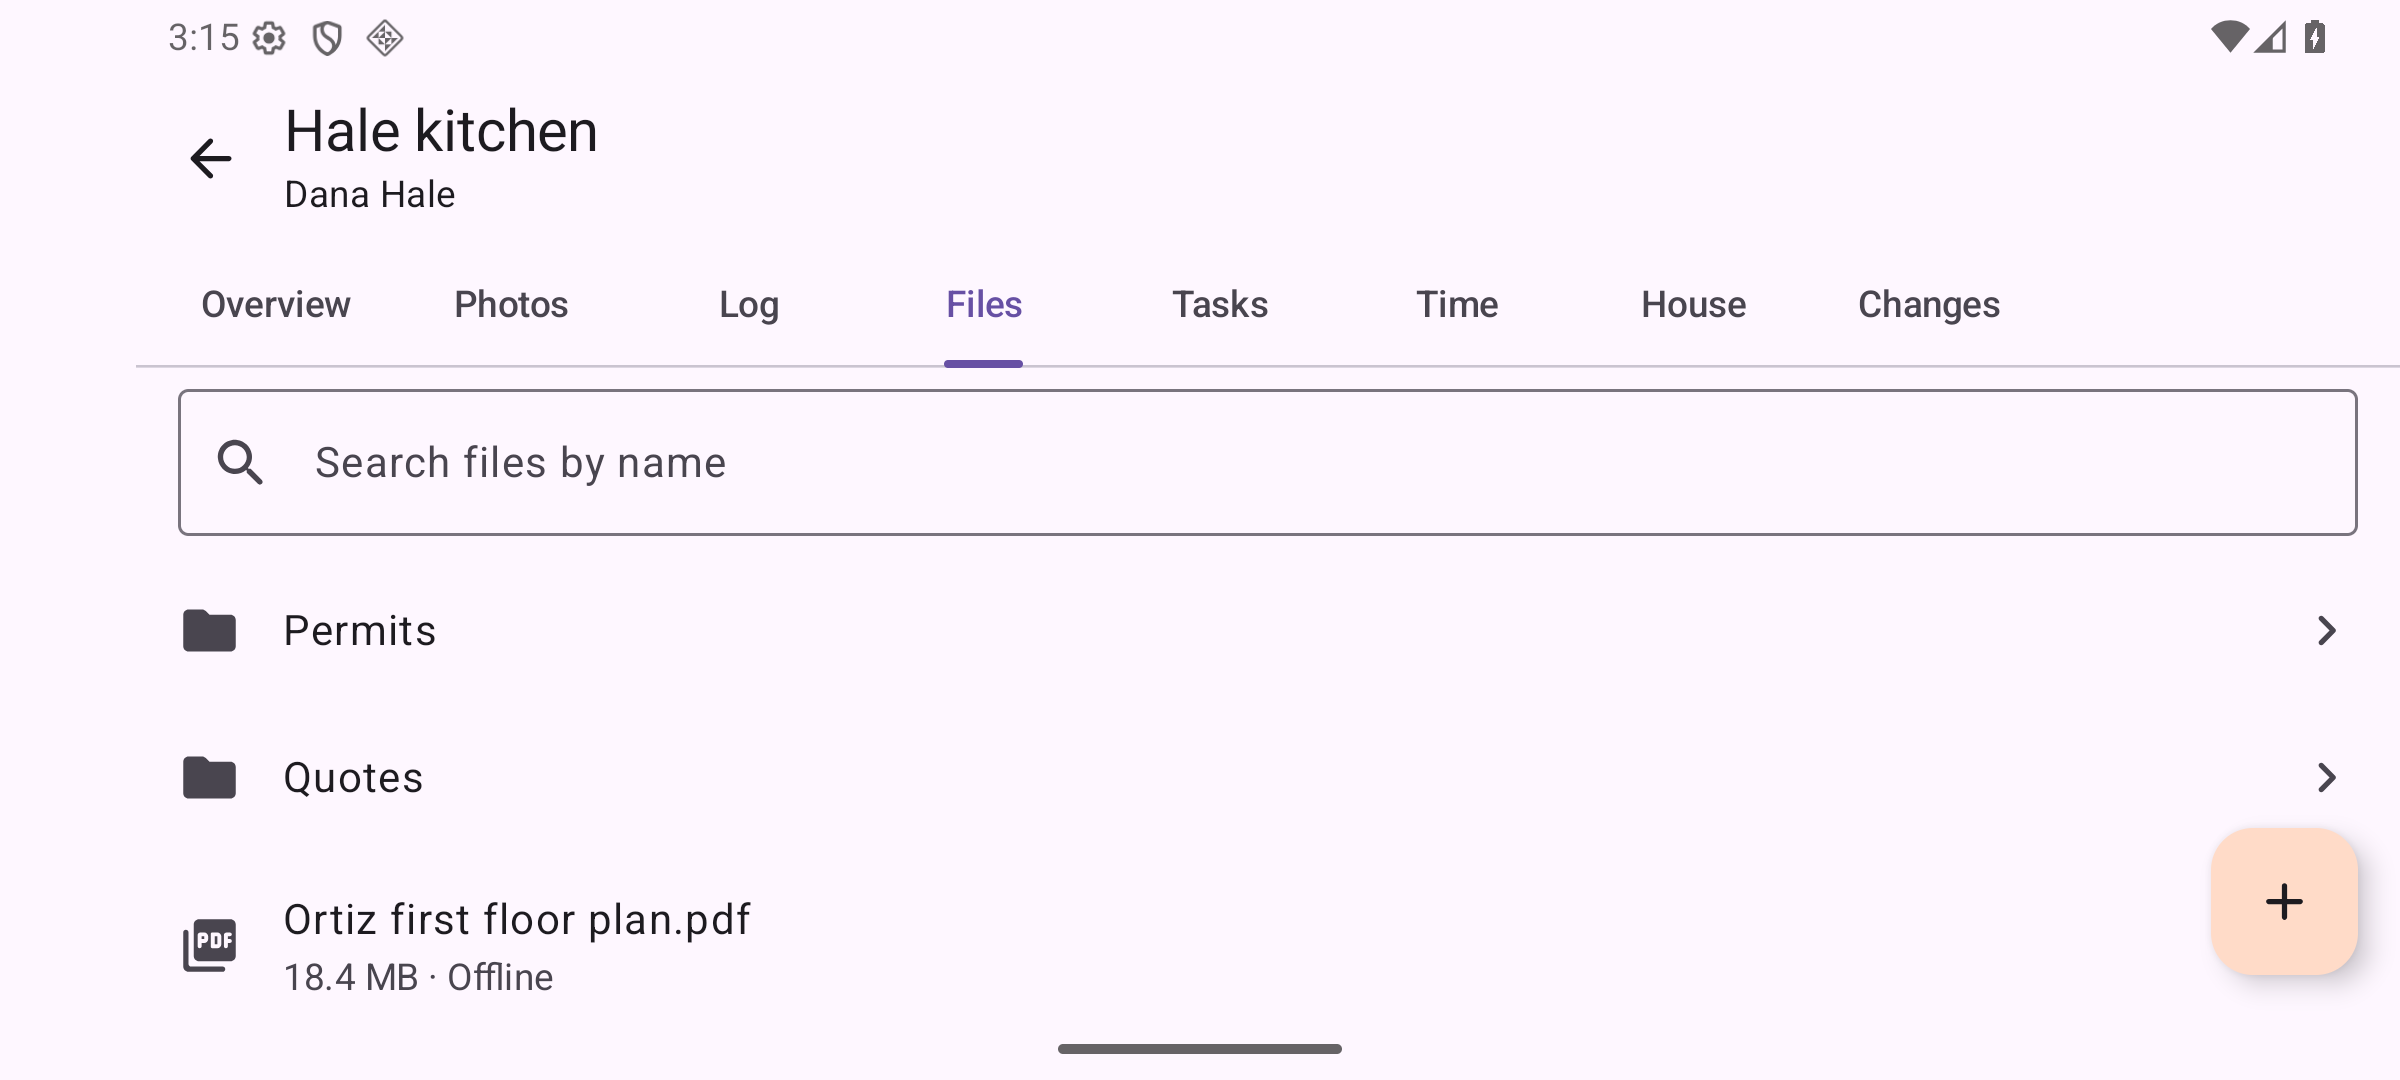 3:15
Hale kitchen
Dana Hale
Overview Photos Log Files Tasks Time House Changes
Search files by name
Permits
Quotes
PDF
Ortiz first floor plan.pdf
18.4 MB · Offline